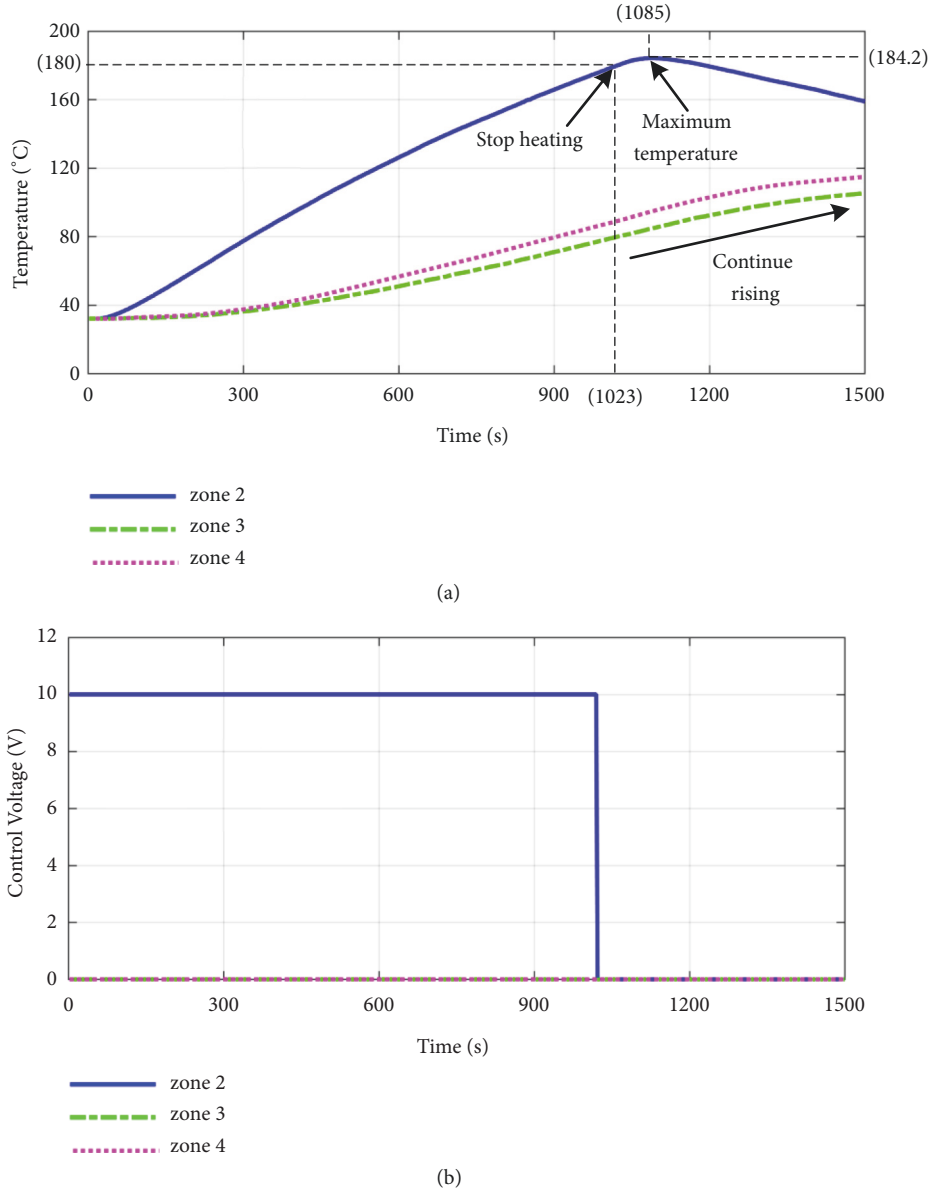 (1085)
200
(180)
(184.2)
160
Stop heating
Maximum
temperature
120
Temperature (˚C)
80
Continue
rising
40
0
0 300 600 900 (1023) 1200 1500
Time (s)
zone 2
zone 3
zone 4
(a)
12
10
8
Control Voltage (V)
6
4
2
0
0 300 600 900 1200 1500
Time (s)
zone 2
zone 3
zone 4
(b)